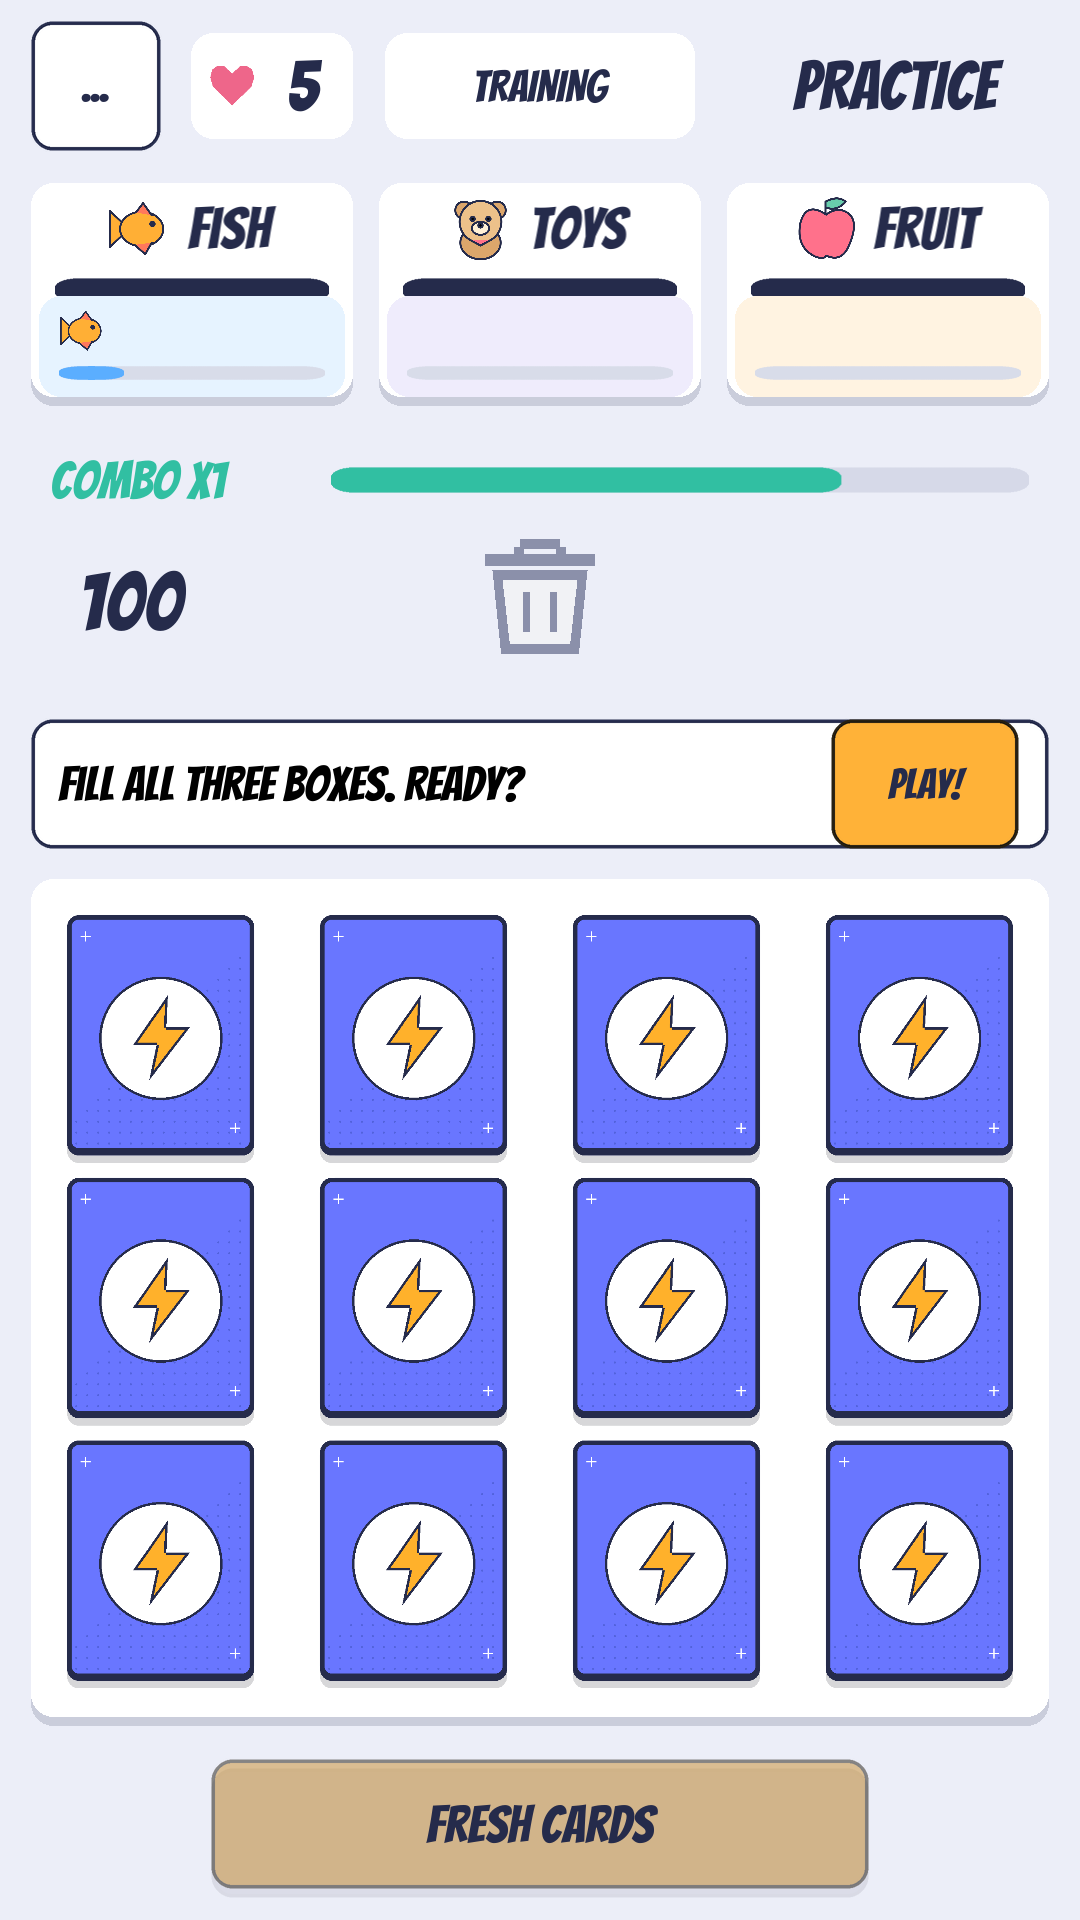 ...
5
TRAINING
PRACTICE
FISH
TOYS
FRUIT
COMBO X1
100
FILL ALL THREE BOXES. READY?
PLAY!
FRESH CARDS